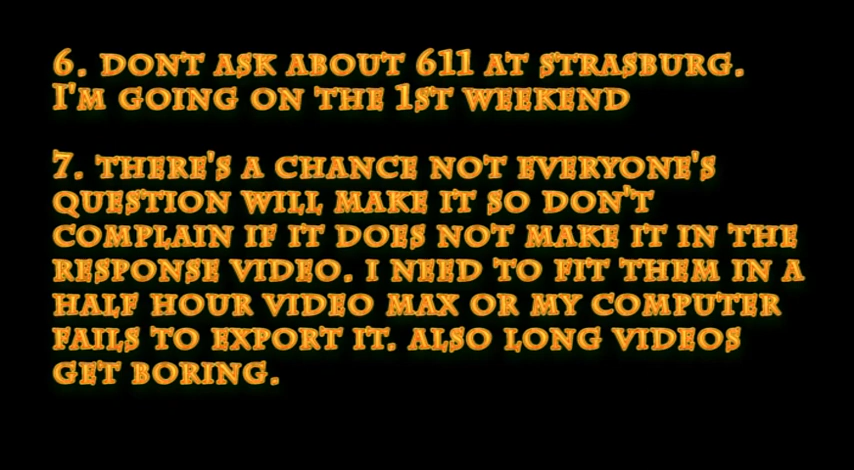 6. DONT ASK ABOUT 611 AT STRASBURG.
I'M GOING ON THE 1ST WEEKEND
7. THERE'S A CHANCE NOT EVERYONE'S
QUESTION WILL MAKE IT SO DON'T
COMPLAIN IF IT DOES NOT MAKE IT IN THE
RESPONSE VIDEO. I NEED TO FIT THEM IN A
HALF HOUR VIDEO MAX OR MY COMPUTER
FAILS TO EXPORT IT. ALSO LONG VIDEOS
GET BORING.